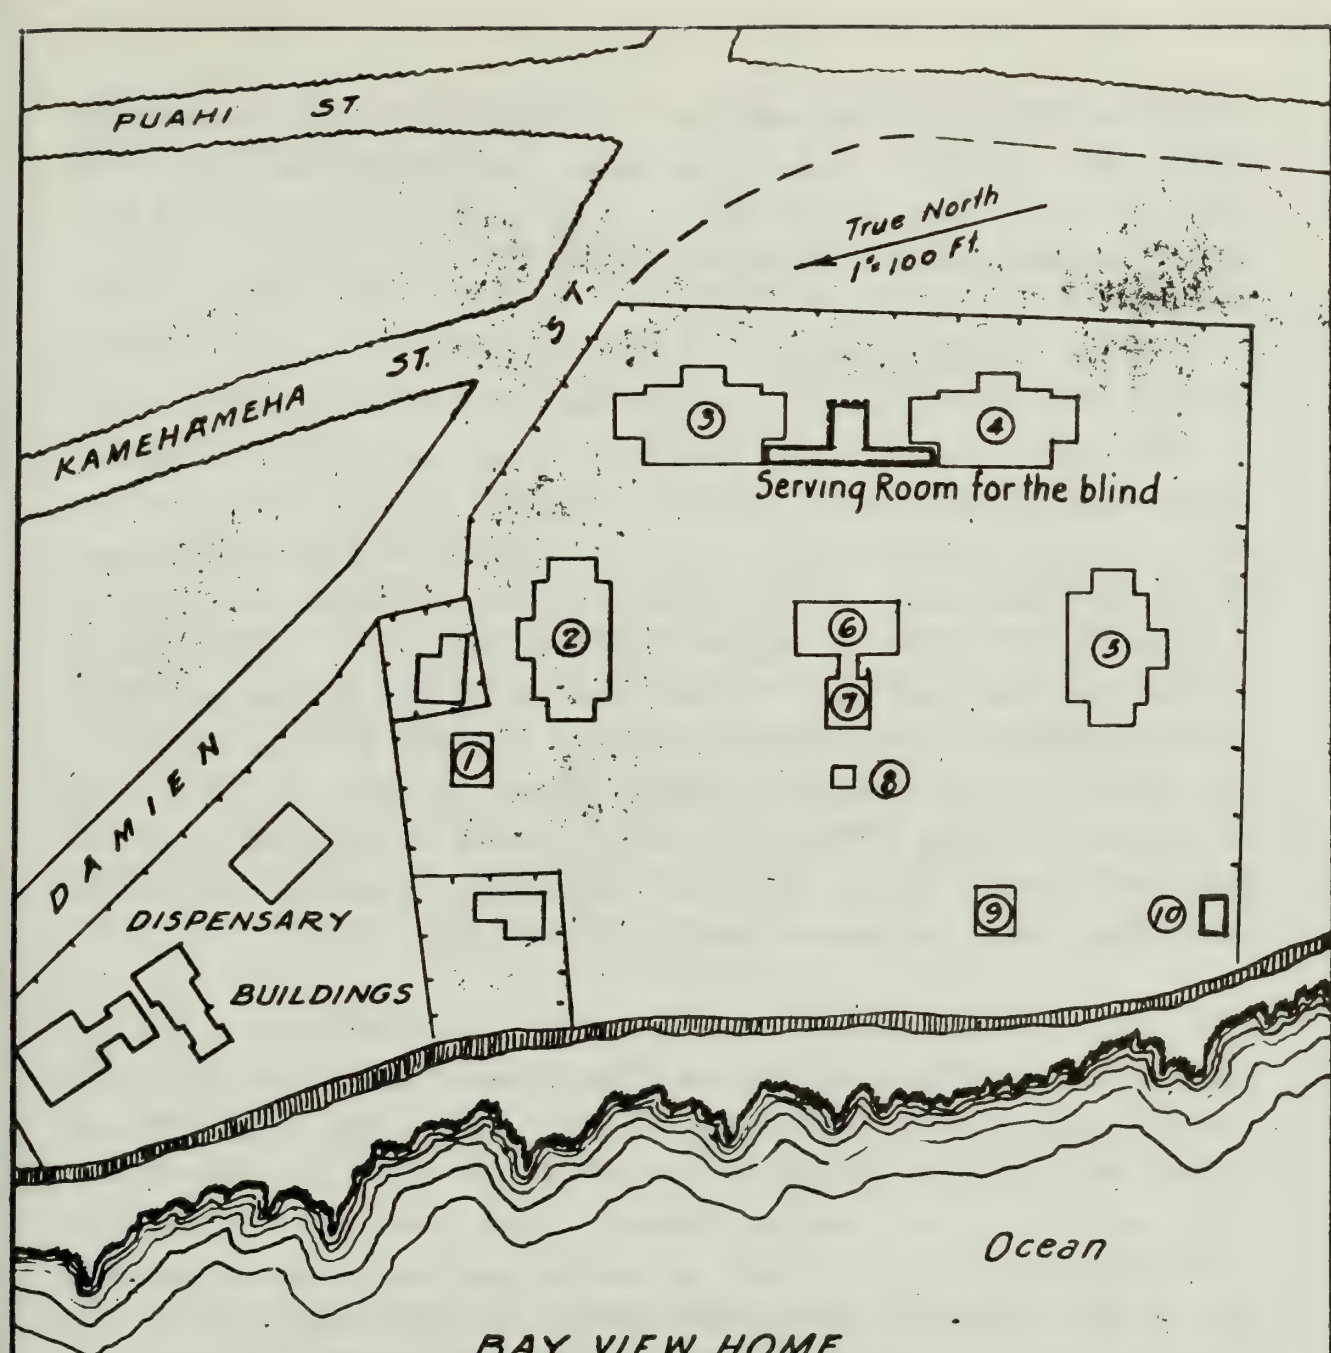 PUAHI ST.
True North
1"=100 Ft.
KAMEHAMEHA ST.
DAMIEN ST.
3
4
Serving Room for the blind
2
6
5
7
1
8
9
10
DISPENSARY
BUILDINGS
Ocean
BAY VIEW HOME